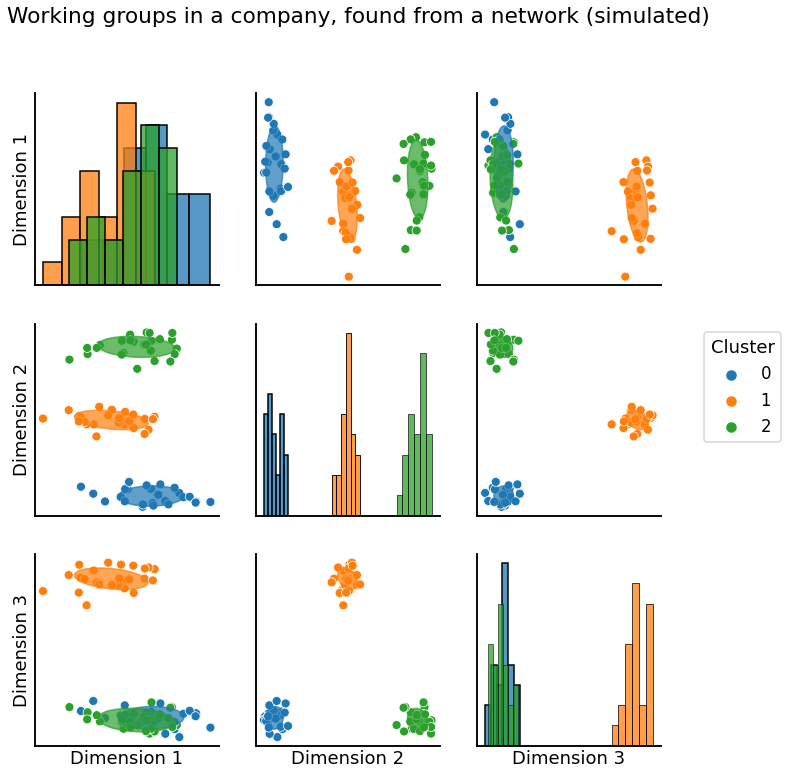 Working groups in a company, found from a network (simulated)
Dimension 1
Dimension 2
Cluster
0
1
2
Dimension 3
Dimension 1
Dimension 2
Dimension 3